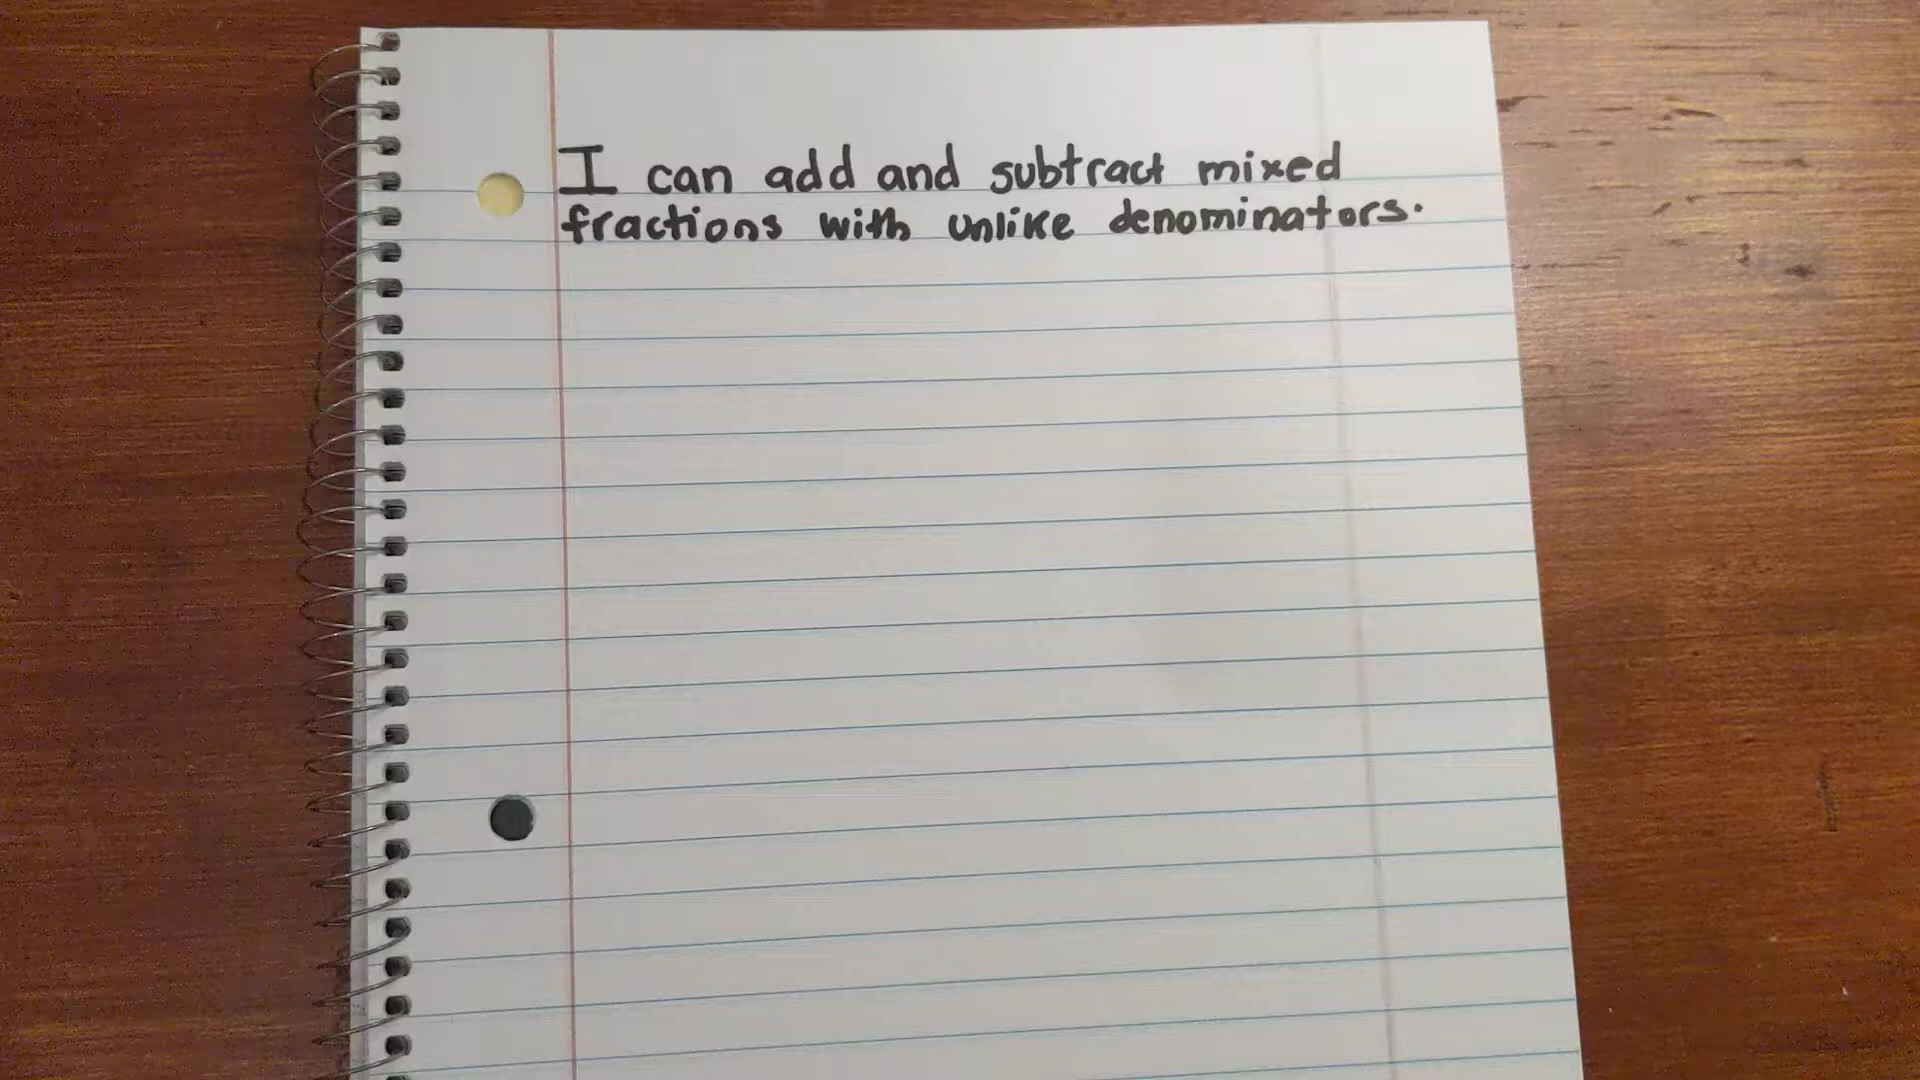 I can add and subtract mixed
fractions with unlike denominators.